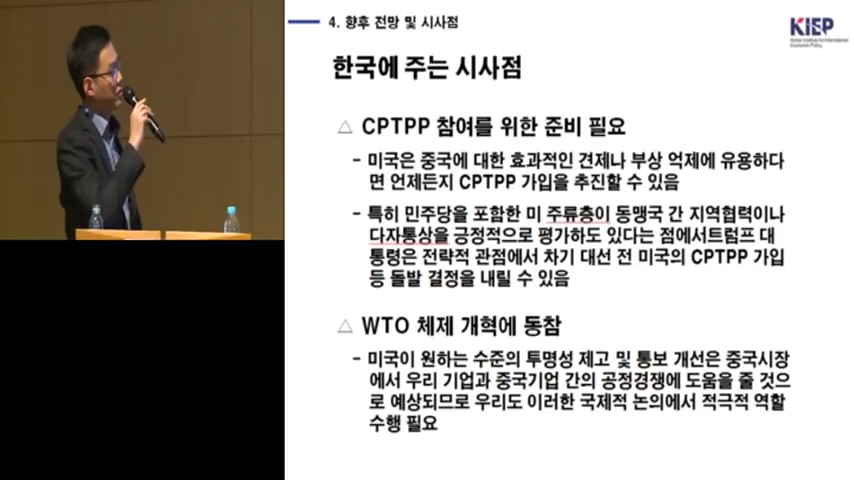 4. 향후 전망 및 시사점
KIEP
Korea Institute for International
Economic Policy
한국에 주는 시사점
△ CPTPP 참여를 위한 준비 필요
- 미국은 중국에 대한 효과적인 견제나 부상 억제에 유용하다
면 언제든지 CPTPP 가입을 추진할 수 있음
- 특히 민주당을 포함한 미 주류층이 동맹국 간 지역협력이나
다자통상을 긍정적으로 평가하도 있다는 점에서트럼프 대
통령은 전략적 관점에서 차기 대선 전 미국의 CPTPP 가입
등 돌발 결정을 내릴 수 있음
△ WTO 체제 개혁에 동참
- 미국이 원하는 수준의 투명성 제고 및 통보 개선은 중국시장
에서 우리 기업과 중국기업 간의 공정경쟁에 도움을 줄 것으
로 예상되므로 우리도 이러한 국제적 논의에서 적극적 역할
수행 필요